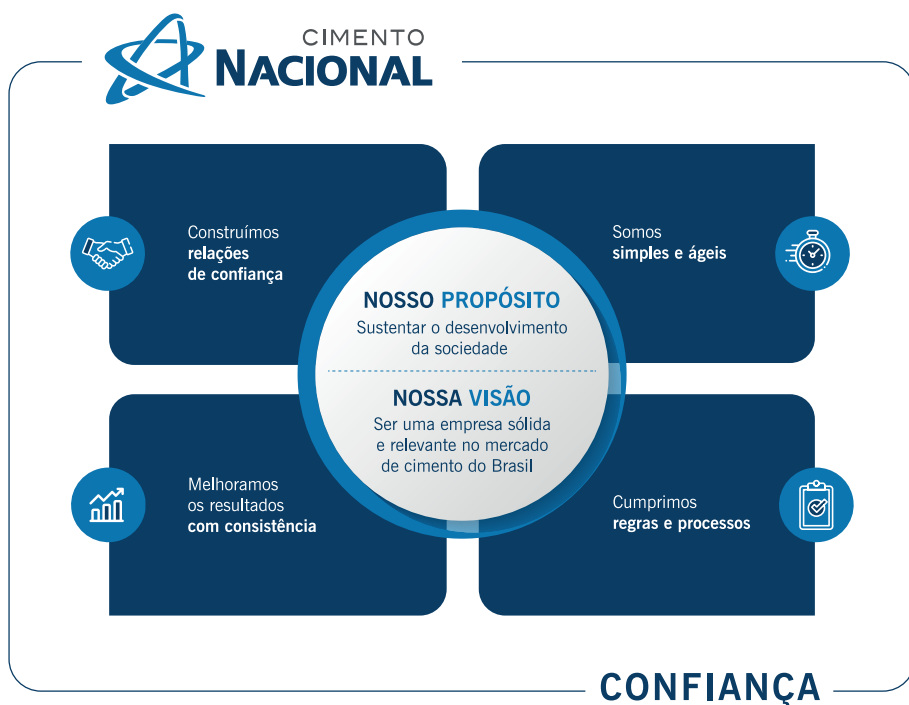 CIMENTO
NACIONAL
Construímos
relações
de confiança
Somos
simples e ágeis
NOSSO PROPÓSITO
Sustentar o desenvolvimento
da sociedade
NOSSA VISÃO
Ser uma empresa sólida
e relevante no mercado
de cimento do Brasil
Melhoramos
os resultados
com consistência
Cumprimos
regras e processos
CONFIANÇA